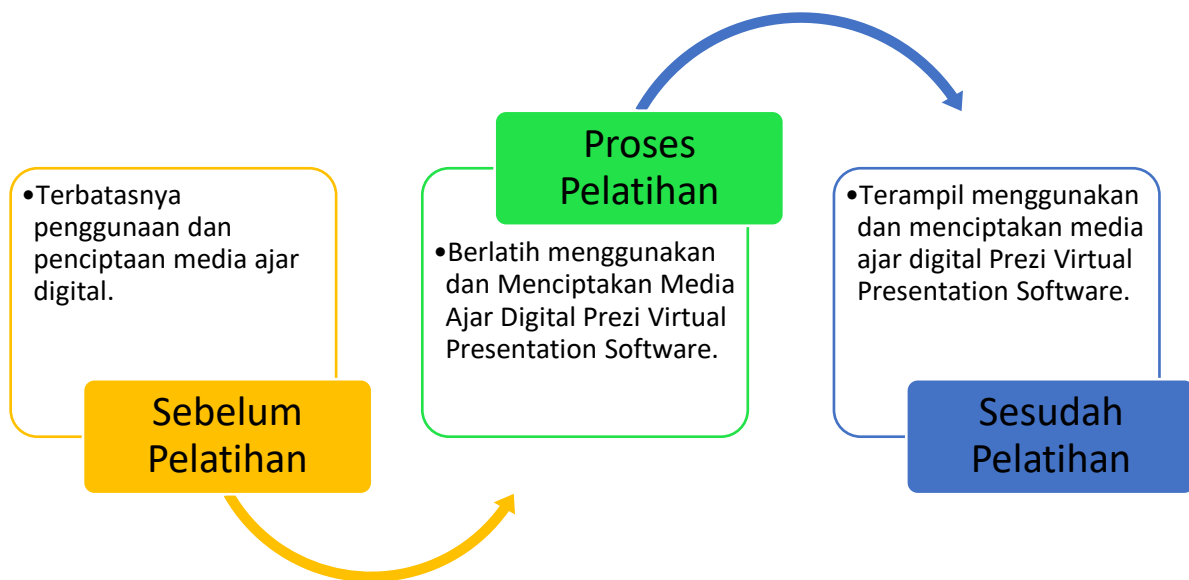 •Terbatasnya
penggunaan dan
penciptaan media ajar
digital.
Sebelum
Pelatihan
Proses
Pelatihan
•Berlatih menggunakan
dan Menciptakan Media
Ajar Digital Prezi Virtual
Presentation Software.
•Terampil menggunakan
dan menciptakan media
ajar digital Prezi Virtual
Presentation Software.
Sesudah
Pelatihan